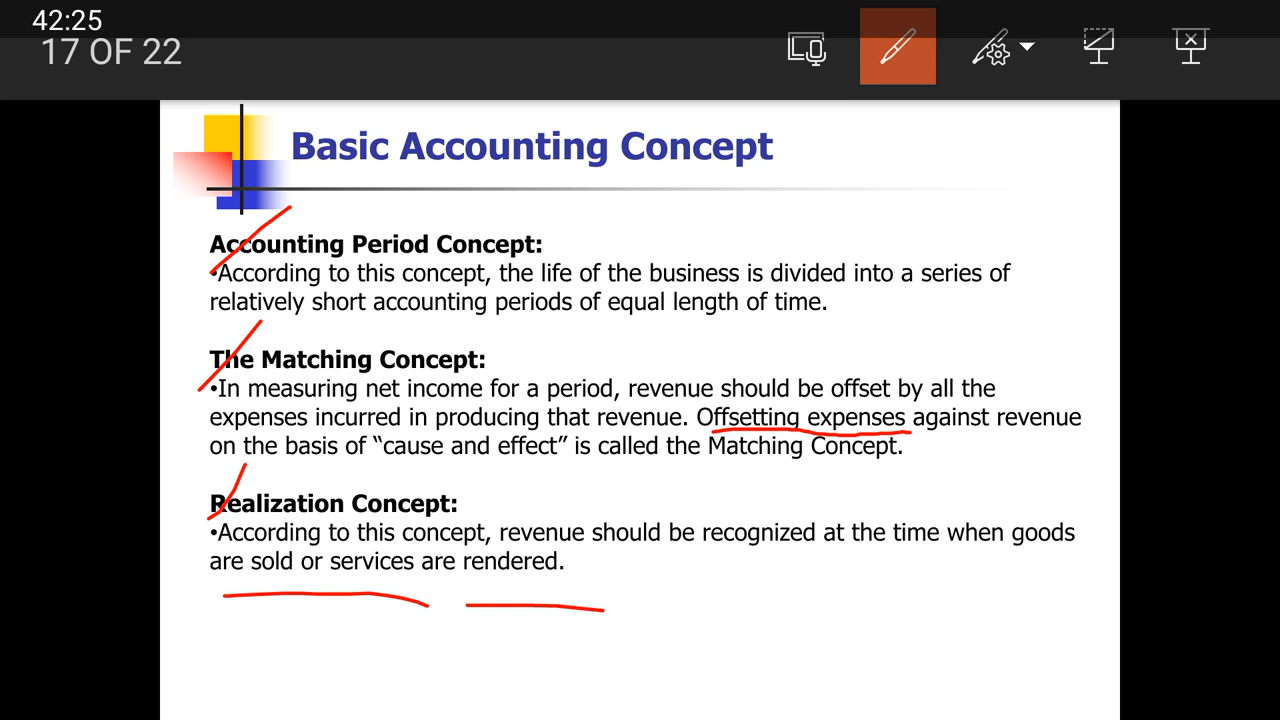 42:25
17 OF 22
Basic Accounting Concept
Accounting Period Concept:
•According to this concept, the life of the business is divided into a series of
relatively short accounting periods of equal length of time.
The Matching Concept:
•In measuring net income for a period, revenue should be offset by all the
expenses incurred in producing that revenue. Offsetting expenses against revenue
on the basis of “cause and effect” is called the Matching Concept.
Realization Concept:
•According to this concept, revenue should be recognized at the time when goods
are sold or services are rendered.